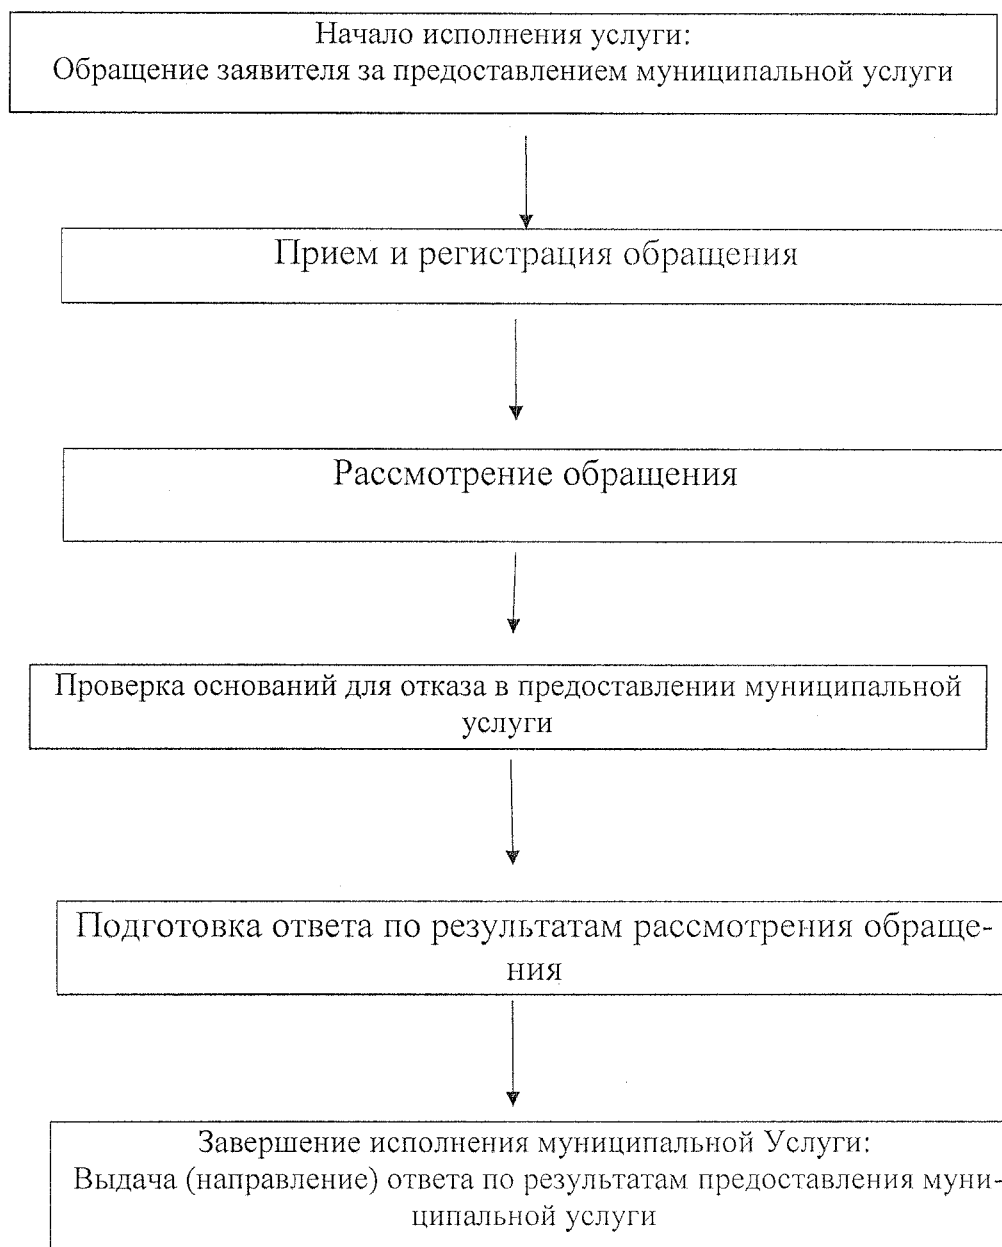 Начало исполнения услуги:
Обращение заявителя за предоставлением муниципальной услуги
Прием и регистрация обращения
Рассмотрение обращения
Проверка оснований для отказа в предоставлении муниципальной
услуги
Подготовка ответа по результатам рассмотрения обраще-
ния
Завершение исполнения муниципальной Услуги:
Выдача (направление) ответа по результатам предоставления муни-
ципальной услуги